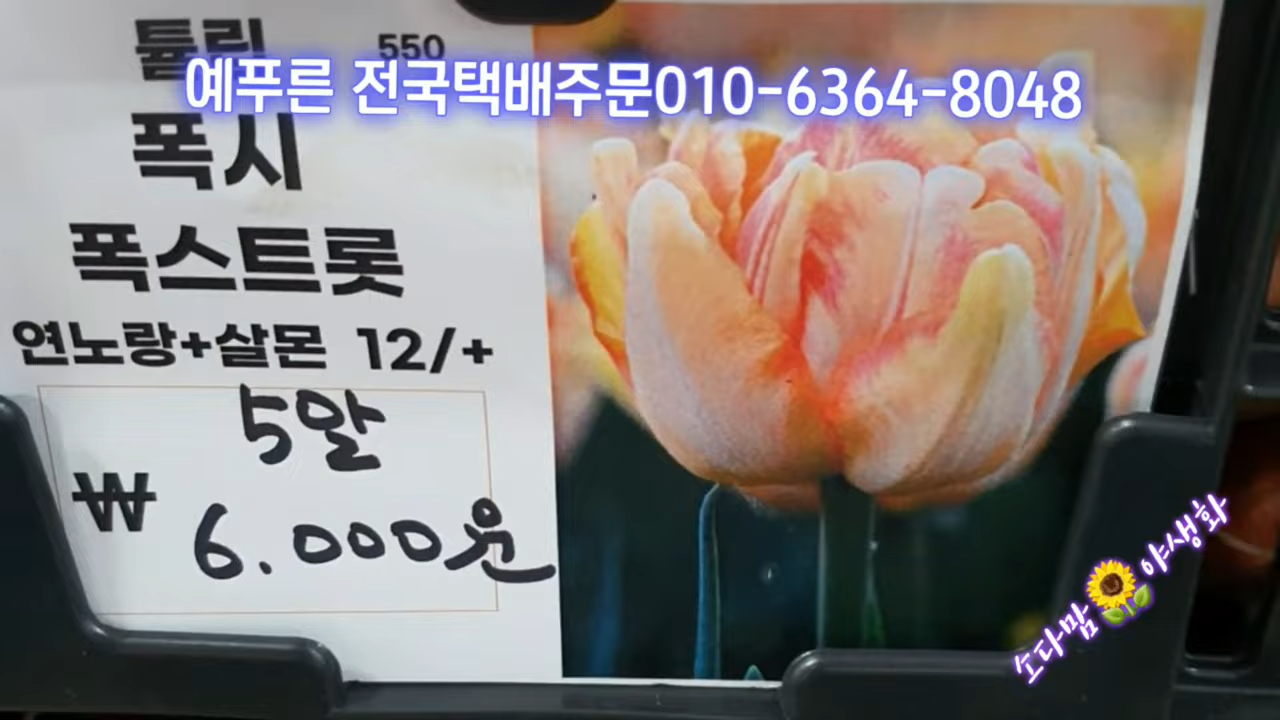 튤립 550
예푸른 전국택배주문010-6364-8048
폭시
폭스트롯
연노랑+살몬 12/+
5알
₩ 6.000원
소다맘🌻야생화